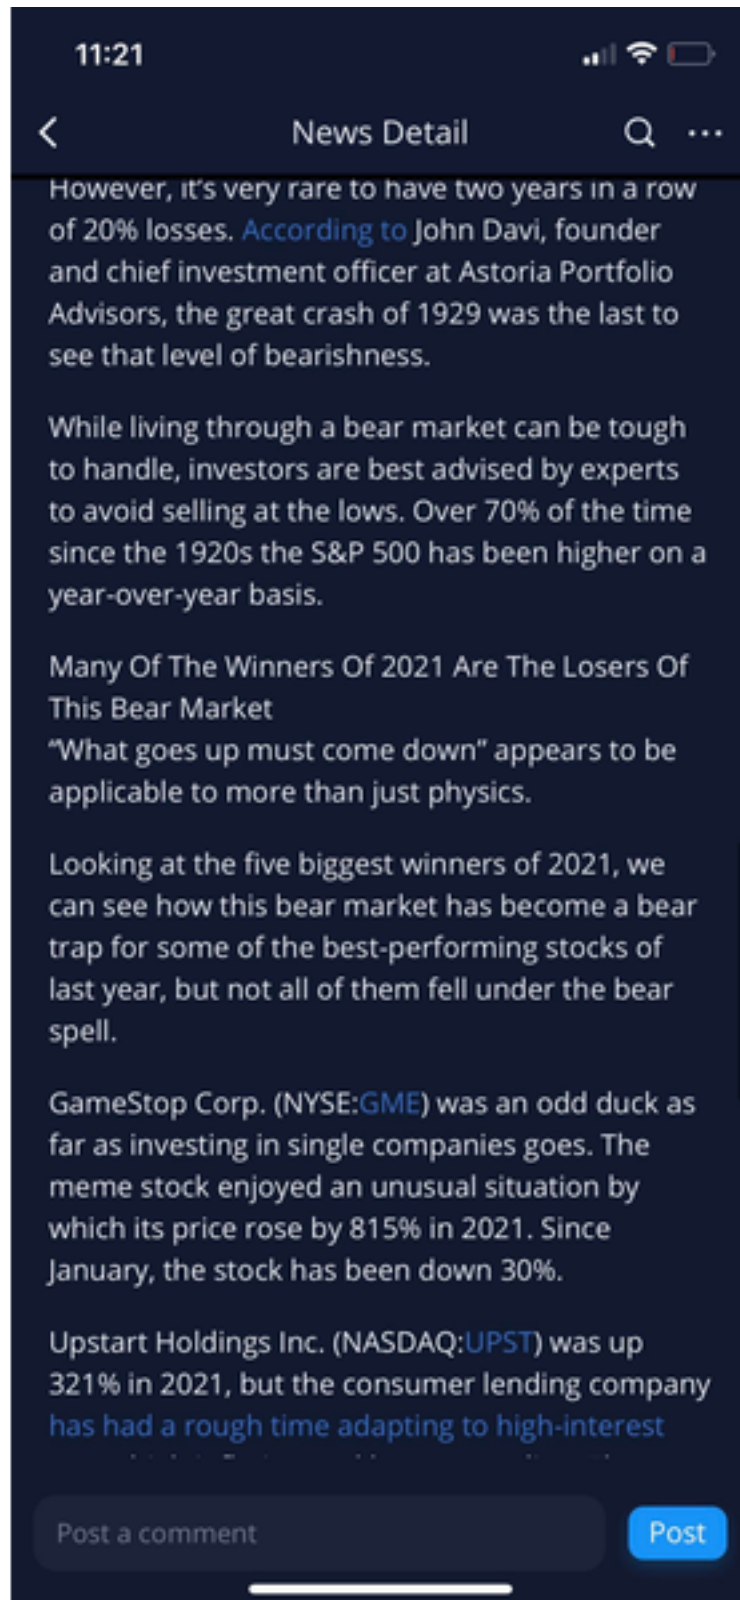 11:21
News Detail
However, it's very rare to have two years in a row
of 20% losses. According to John Davi, founder
and chief investment officer at Astoria Portfolio
Advisors, the great crash of 1929 was the last to
see that level of bearishness.
While living through a bear market can be tough
to handle, investors are best advised by experts
to avoid selling at the lows. Over 70% of the time
since the 1920s the S&P 500 has been higher on a
year-over-year basis.
Many Of The Winners Of 2021 Are The Losers Of
This Bear Market
“What goes up must come down” appears to be
applicable to more than just physics.
Looking at the five biggest winners of 2021, we
can see how this bear market has become a bear
trap for some of the best-performing stocks of
last year, but not all of them fell under the bear
spell.
GameStop Corp. (NYSE:GME) was an odd duck as
far as investing in single companies goes. The
meme stock enjoyed an unusual situation by
which its price rose by 815% in 2021. Since
January, the stock has been down 30%.
Upstart Holdings Inc. (NASDAQ:UPST) was up
321% in 2021, but the consumer lending company
has had a rough time adapting to high-interest
Post a comment
Post